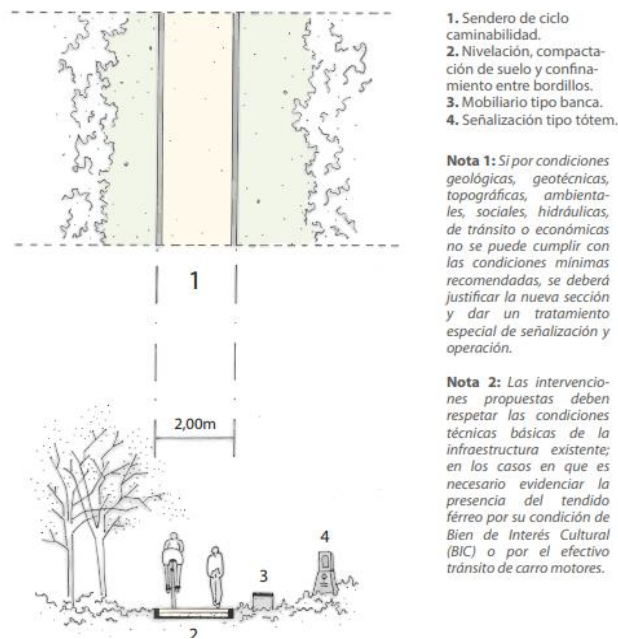 1. Sendero de ciclo
caminabilidad.
2. Nivelación, compacta-
ción de suelo y confina-
miento entre bordillos.
3. Mobiliario tipo banca.
4. Señalización tipo tótem.
Nota 1: Si por condiciones
geológicas, geotécnicas,
topográficas, ambienta-
les, sociales, hidráulicas,
de tránsito o económicas
no se puede cumplir con
las condiciones mínimas
recomendadas, se deberá
justificar la nueva sección
y dar un tratamiento
especial de señalización y
operación.
Nota 2: Las intervencio-
nes propuestas deben
respetar las condiciones
técnicas básicas de la
infraestructura existente;
en los casos en que es
necesario evidenciar la
presencia del tendido
férreo por su condición de
Bien de Interés Cultural
(BIC) o por el efectivo
tránsito de carro motores.
1
2,00m
4
3
2